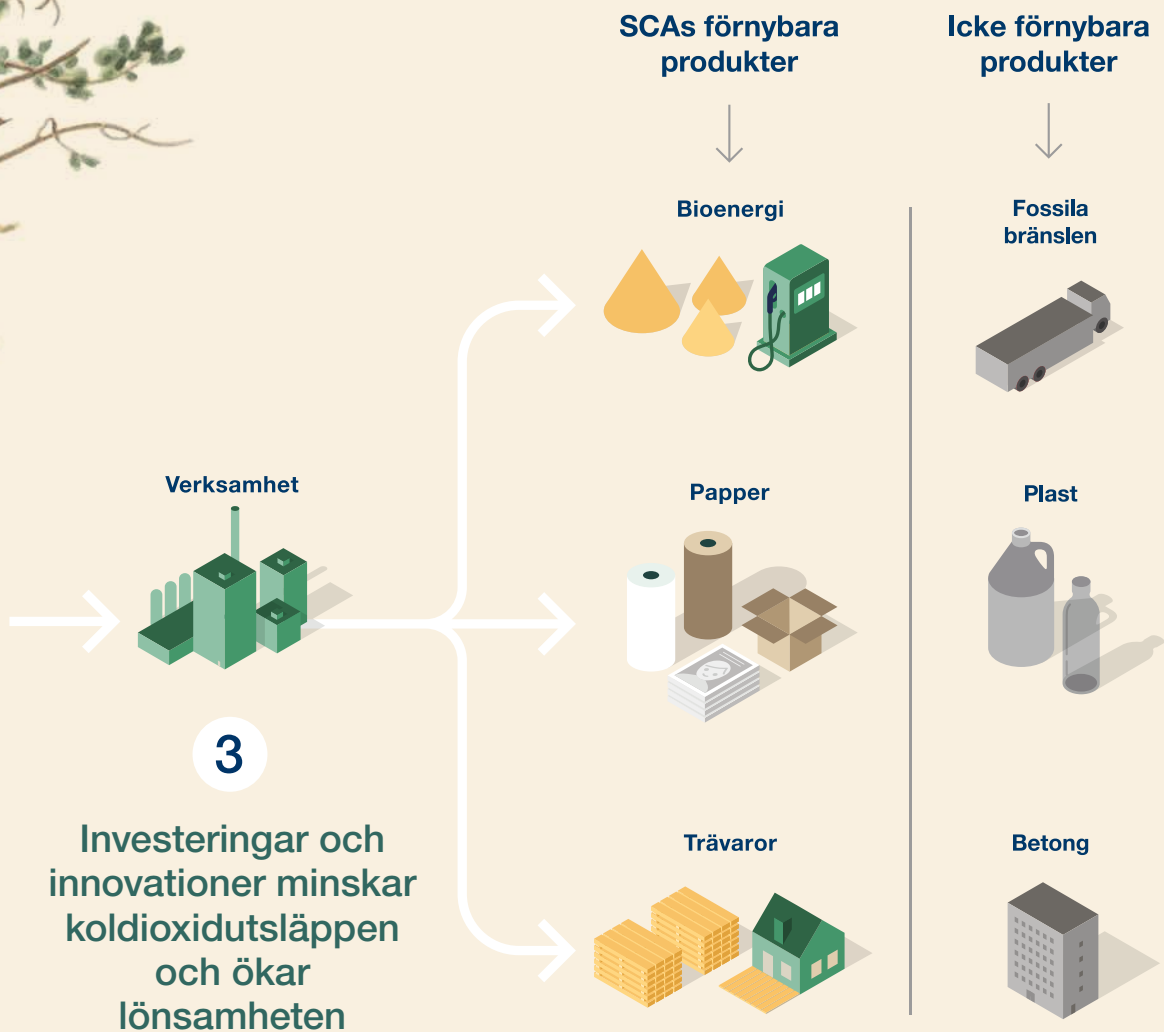 SCAs förnybara
produkter
Icke förnybara
produkter
Bioenergi
Fossila
bränslen
Verksamhet
Papper
Plast
3
Investeringar och
innovationer minskar
koldioxidutsläppen
och ökar
lönsamheten
Trävaror
Betong